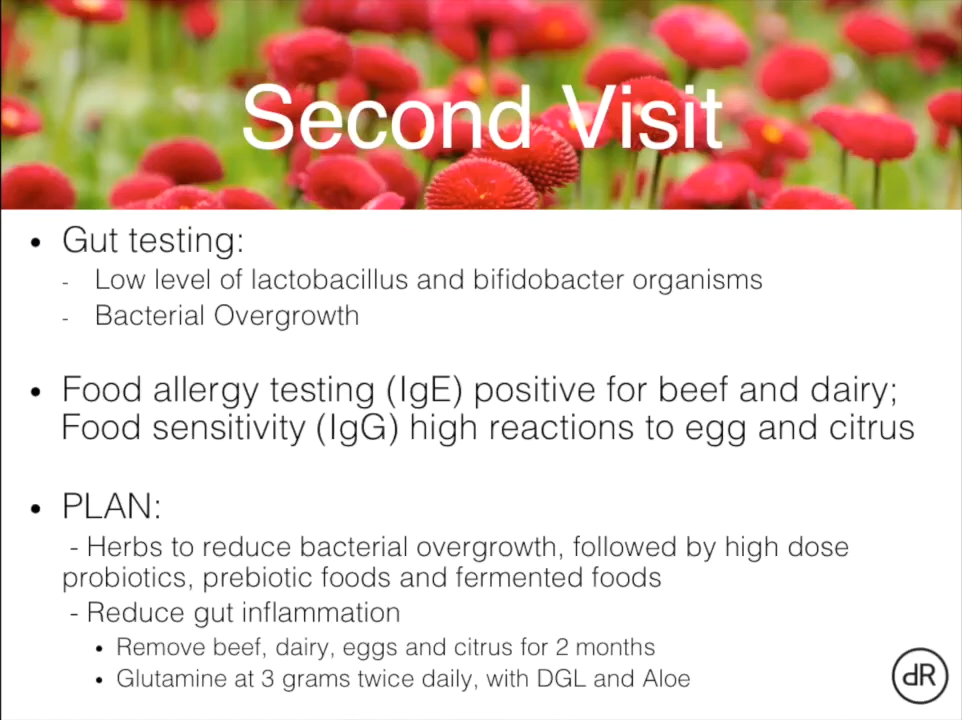 Second Visit
• Gut testing:
- Low level of lactobacillus and bifidobacter organisms
- Bacterial Overgrowth
• Food allergy testing (IgE) positive for beef and dairy;
Food sensitivity (IgG) high reactions to egg and citrus
• PLAN:
- Herbs to reduce bacterial overgrowth, followed by high dose
probiotics, prebiotic foods and fermented foods
- Reduce gut inflammation
• Remove beef, dairy, eggs and citrus for 2 months
• Glutamine at 3 grams twice daily, with DGL and Aloe
dR